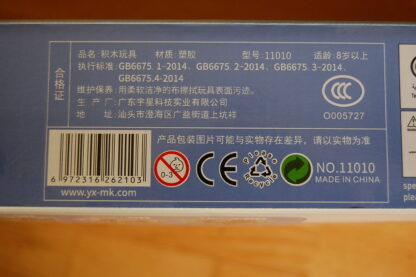 品名：积木玩具　材质：塑胶　型号：11010　适龄：8岁以上
执行标准：GB6675.1-2014、GB6675.2-2014、GB6675.3-2014、
GB6675.4-2014
合格证
维护保养：用柔软洁净的布擦拭玩具表面污迹。
生产厂：广东宇星科技实业有限公司
地址：汕头市澄海区广益街道上坑祥
CCC
O005727
产品包装图片可能与实物存在差异，请以实物为准
6 972316 262103
www.yx-mk.com
0-3
CE
NO.11010
MADE IN CHINA
spe
plea